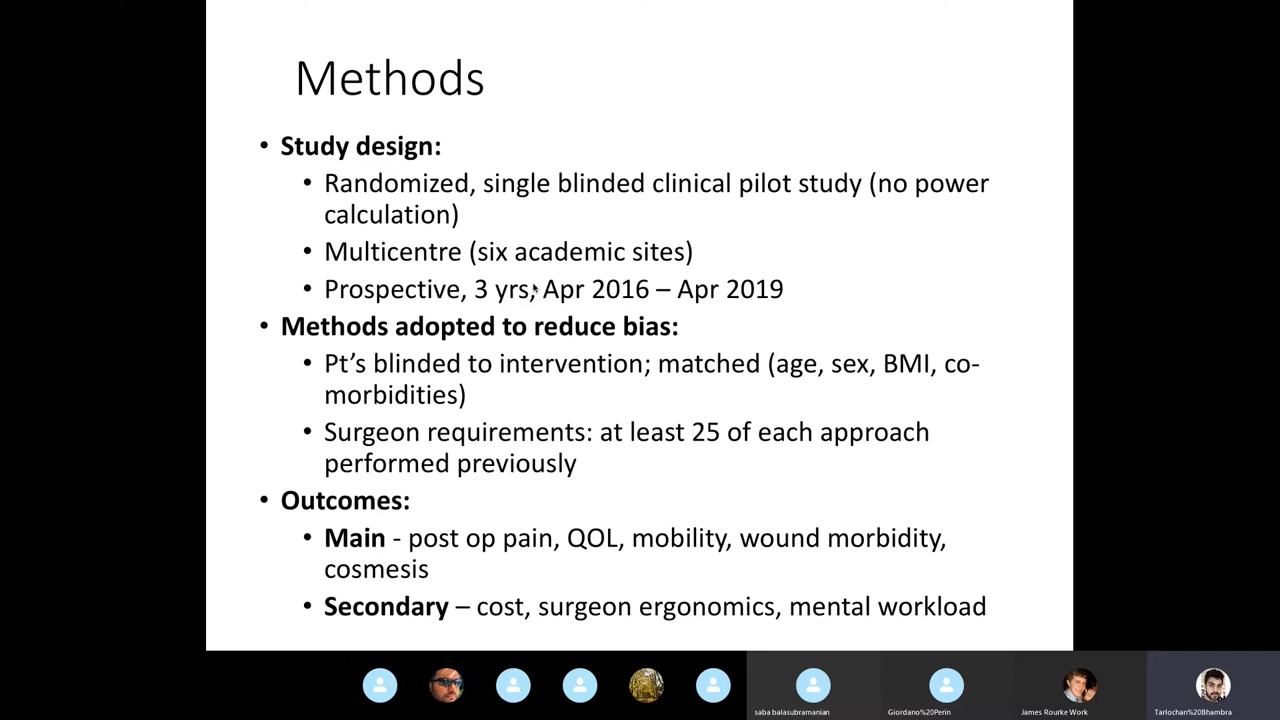 Methods
• Study design:
• Randomized, single blinded clinical pilot study (no power
calculation)
• Multicentre (six academic sites)
• Prospective, 3 yrs, Apr 2016 – Apr 2019
• Methods adopted to reduce bias:
• Pt’s blinded to intervention; matched (age, sex, BMI, co-
morbidities)
• Surgeon requirements: at least 25 of each approach
performed previously
• Outcomes:
• Main - post op pain, QOL, mobility, wound morbidity,
cosmesis
• Secondary – cost, surgeon ergonomics, mental workload
saba balasubramanian
Giordano%20Perin
James Rourke Work
Tarlochan%20Bhambra